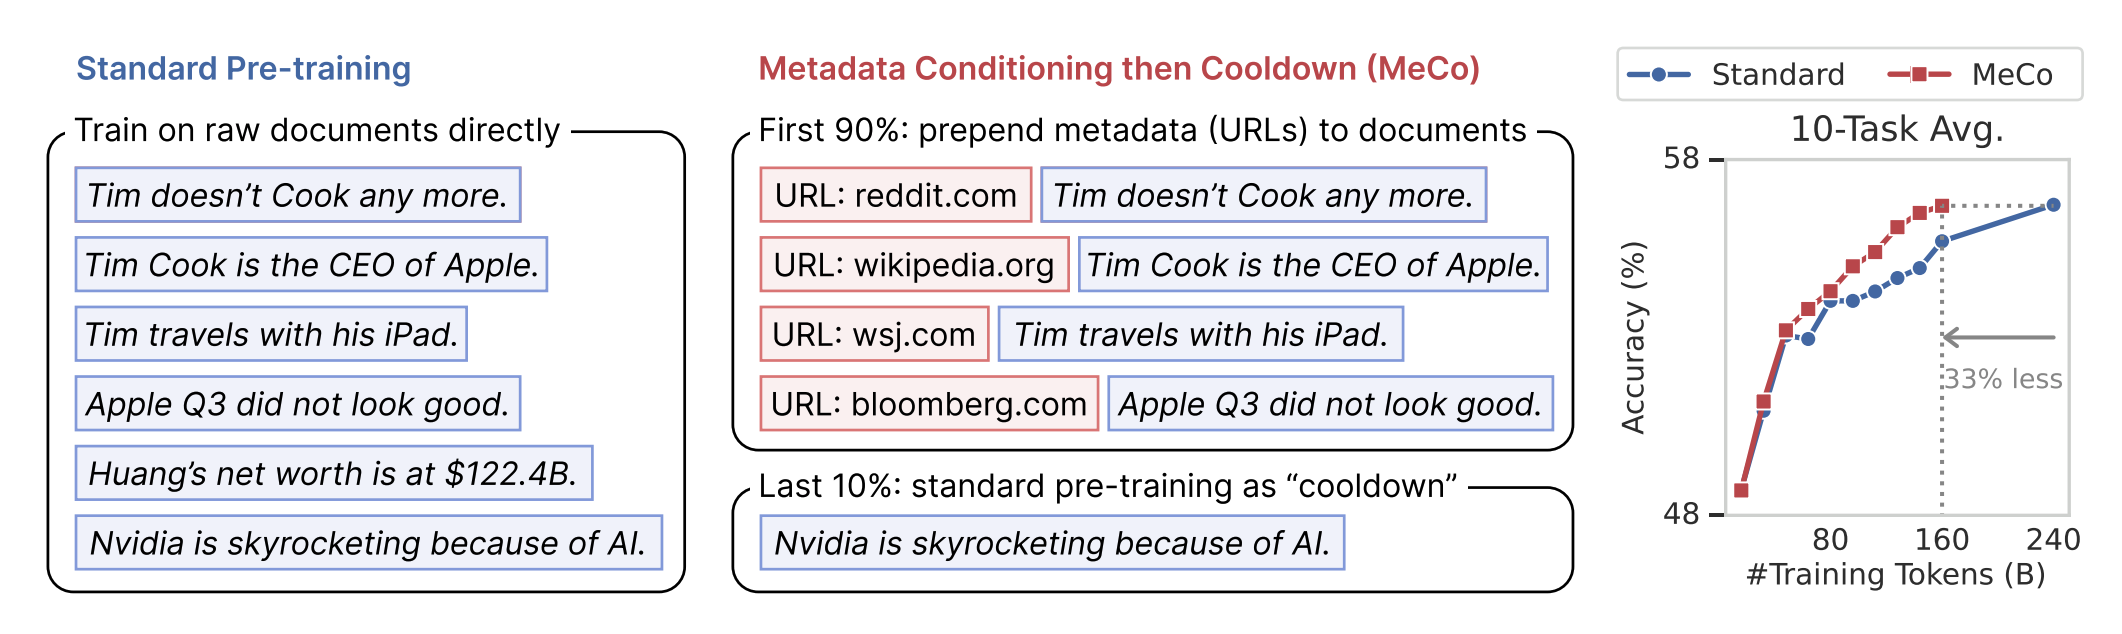 Standard Pre-training
Train on raw documents directly
Tim doesn’t Cook any more.
Tim Cook is the CEO of Apple.
Tim travels with his iPad.
Apple Q3 did not look good.
Huang’s net worth is at $122.4B.
Nvidia is skyrocketing because of AI.
Metadata Conditioning then Cooldown (MeCo)
First 90%: prepend metadata (URLs) to documents
URL: reddit.com Tim doesn’t Cook any more.
URL: wikipedia.org Tim Cook is the CEO of Apple.
URL: wsj.com Tim travels with his iPad.
URL: bloomberg.com Apple Q3 did not look good.
Last 10%: standard pre-training as “cooldown”
Nvidia is skyrocketing because of AI.
Standard MeCo
10-Task Avg.
58
Accuracy (%)
33% less
48
80 160 240
#Training Tokens (B)